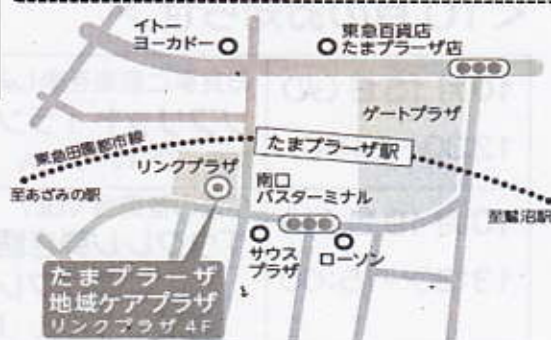 イトー
ヨーカドー
東急百貨店
たまプラーザ店
ゲートプラザ
東急田園都市線
たまプラーザ駅
リンクプラザ
至あざみの駅
南口
バスターミナル
至鷺沼駅
サウス
プラザ
ローソン
たまプラーザ
地域ケアプラザ
リンクプラザ 4F